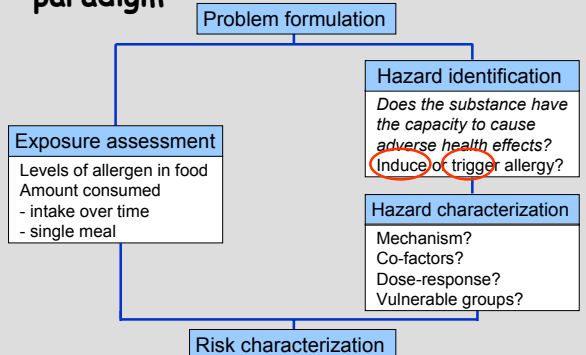 paradigm
Problem formulation
Hazard identification
Does the substance have
the capacity to cause
adverse health effects?
Induce or trigger allergy?
Exposure assessment
Levels of allergen in food
Amount consumed
- intake over time
- single meal
Hazard characterization
Mechanism?
Co-factors?
Dose-response?
Vulnerable groups?
Risk characterization